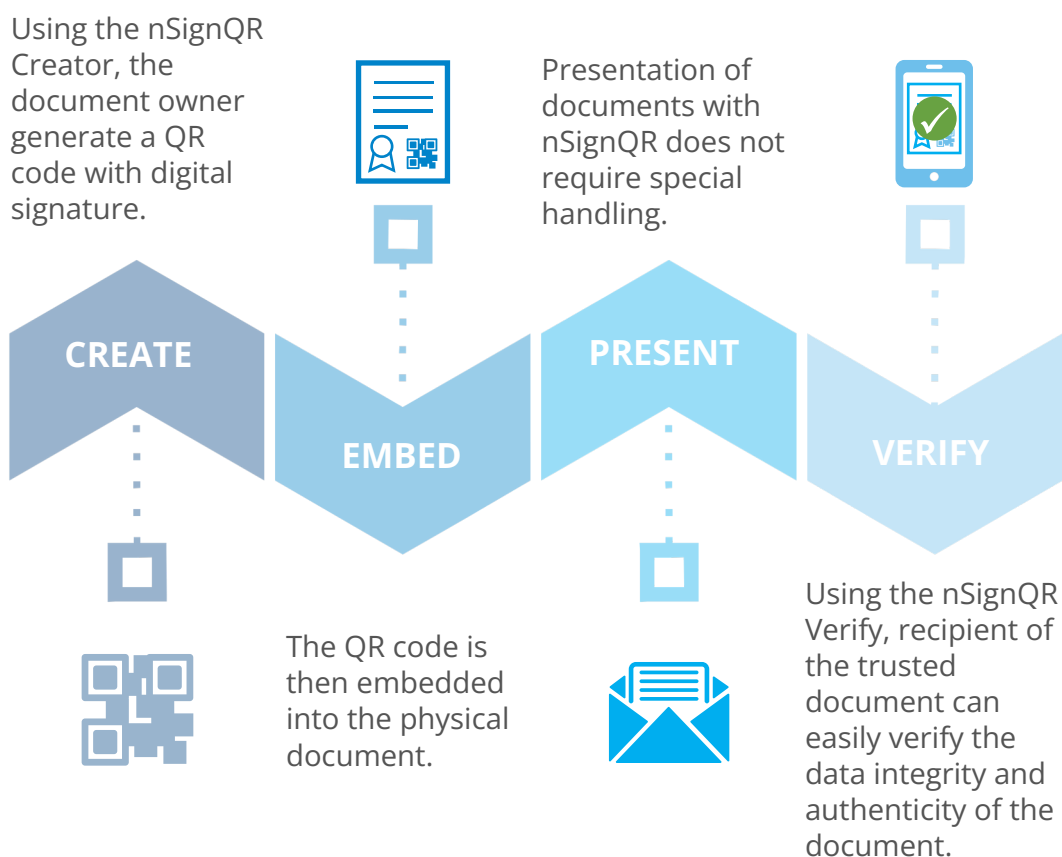 Using the nSignQR
Creator, the
document owner
generate a QR
code with digital
signature.
CREATE
EMBED
The QR code is
then embedded
into the physical
document.
Presentation of
documents with
nSignQR does not
require special
handling.
PRESENT
VERIFY
Using the nSignQR
Verify, recipient of
the trusted
document can
easily verify the
data integrity and
authenticity of the
document.